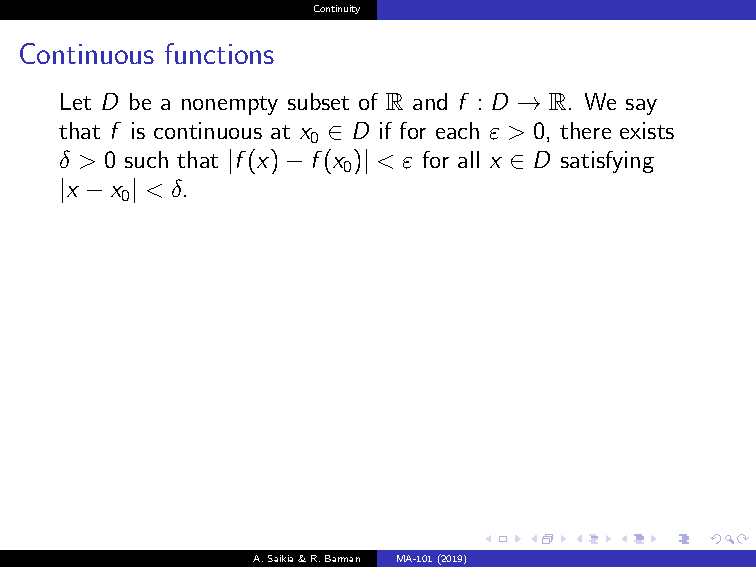 Continuity
Continuous functions
Let D be a nonempty subset of ℝ and f : D → ℝ. We say
that f is continuous at x₀ ∈ D if for each ε > 0, there exists
δ > 0 such that |f(x) − f(x₀)| < ε for all x ∈ D satisfying
|x − x₀| < δ.
A. Saikia & R. Barman MA-101 (2019)